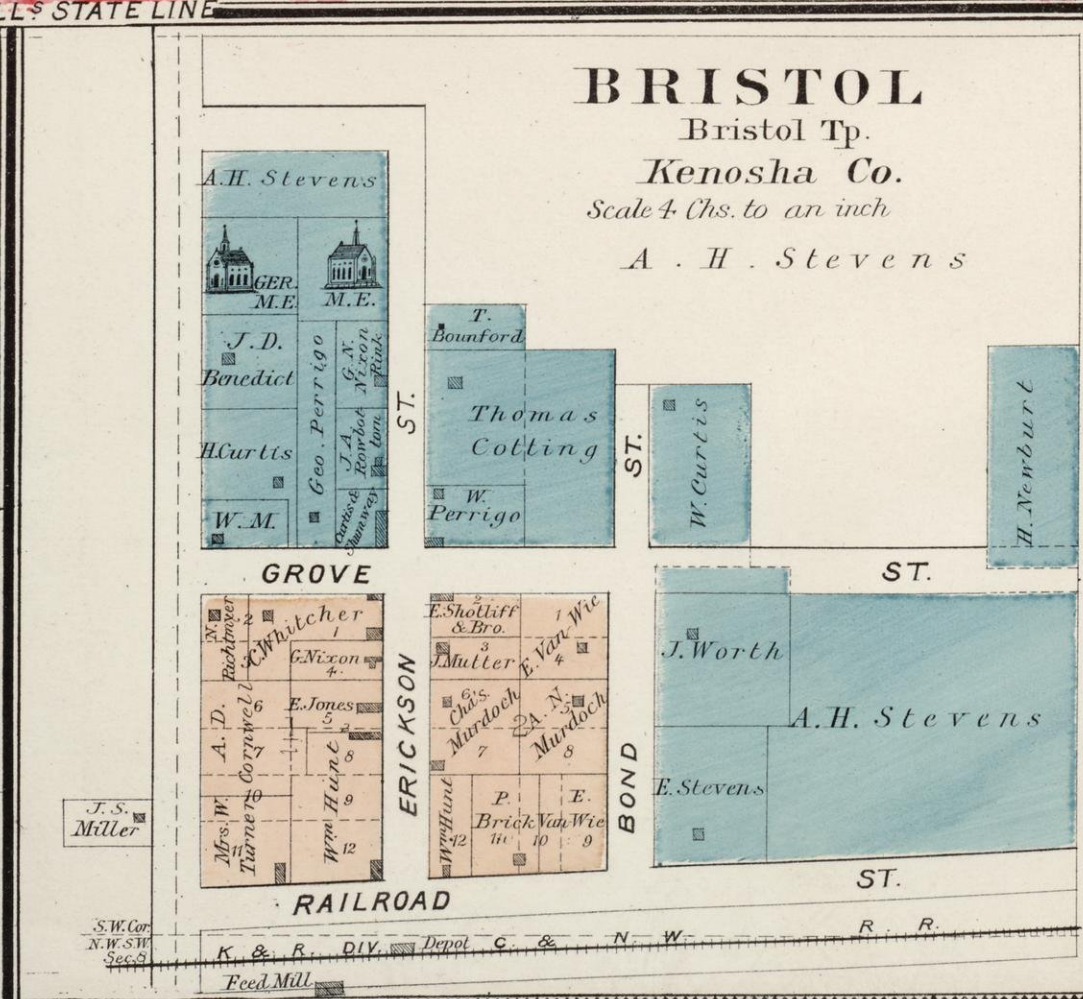 LLS STATE LINE
BRISTOL
Bristol Tp.
Kenosha Co.
Scale 4 Chs. to an inch
A. H. Stevens
A.H. Stevens
GER.
M.E.
M.E.
J.D.
Benedict
H.Curtis
W. M.
Geo. Perrigo
G. N.
Nixon
Rink
J.A.
Rowbot
tom
Curtis &
Shumway
ST.
T.
Bounford
Thomas
Cotting
W.
Perrigo
ST.
W. Curtis
H. Newburt
GROVE
ST.
N.
2
C. Whitcher
1
G. Nixon
4
A. D.
Cornwell
6
7
E. Jones
5
3
8
Wm Hunt
9
12
10
Mrs. W.
Turner
11
ERICKSON
2
E. Shotliff
& Bro.
1
E. Van Wie
4
3
J. Mutter
6
Chas.
Murdoch
7
2
A. N.
5
Murdoch
8
Wm Hunt
12
P.
Brick
E.
Van Wie
10
9
BOND
J. Worth
A.H. Stevens
E. Stevens
J. S.
Miller
RAILROAD
ST.
S.W. Cor.
N.W. S.W.
Sec. 8
K & R. DIV.
Depot
C. & N. W. R. R.
Feed Mill